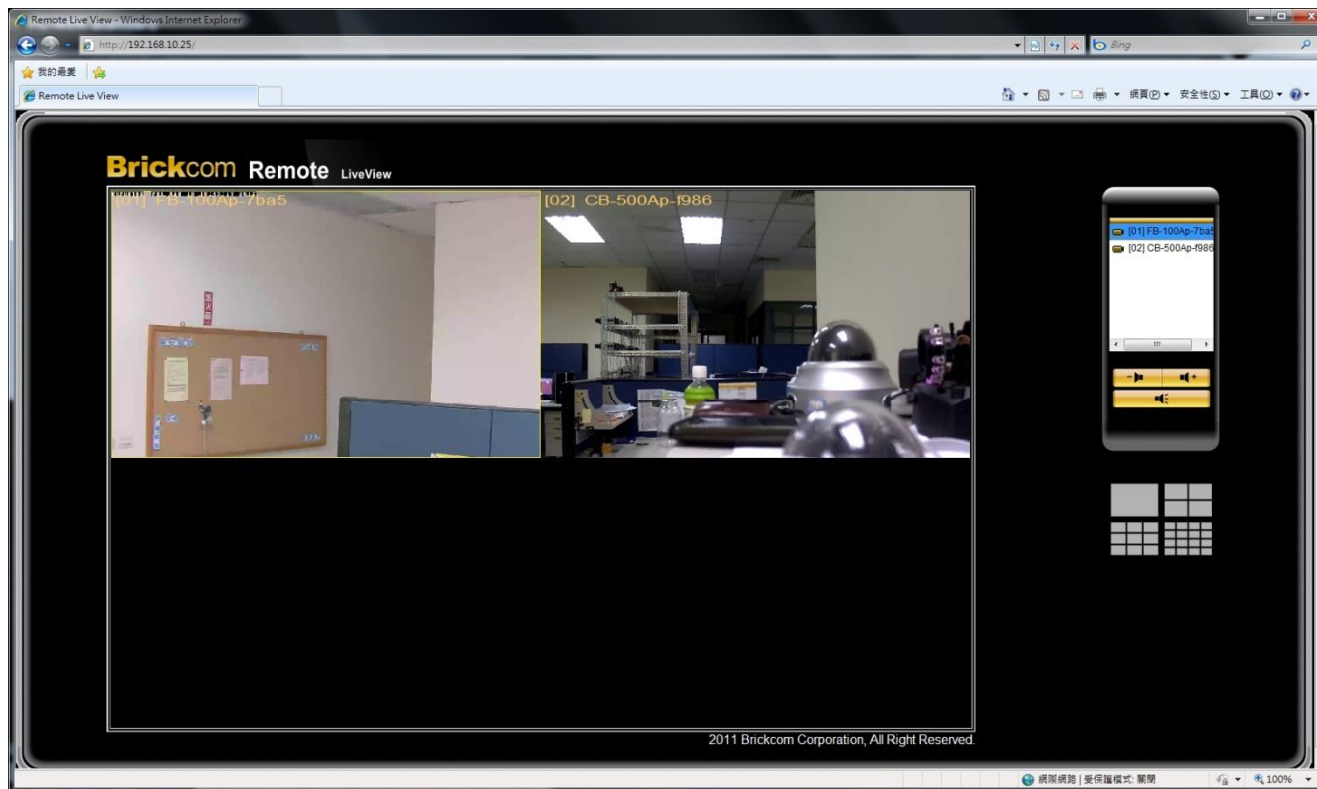 Remote Live View - Windows Internet Explorer
http://192.168.10.25/
Bing
我的最愛
Remote Live View
網頁(P)
安全性(S)
工具(O)
Brickcom Remote LiveView
[01] FB-100Ap-7ba5
[02] CB-500Ap-f986
[01] FB-100Ap-7ba5
[02] CB-500Ap-f986
滅火器
2011 Brickcom Corporation, All Right Reserved.
網際網路 | 受保護模式: 關閉
100%